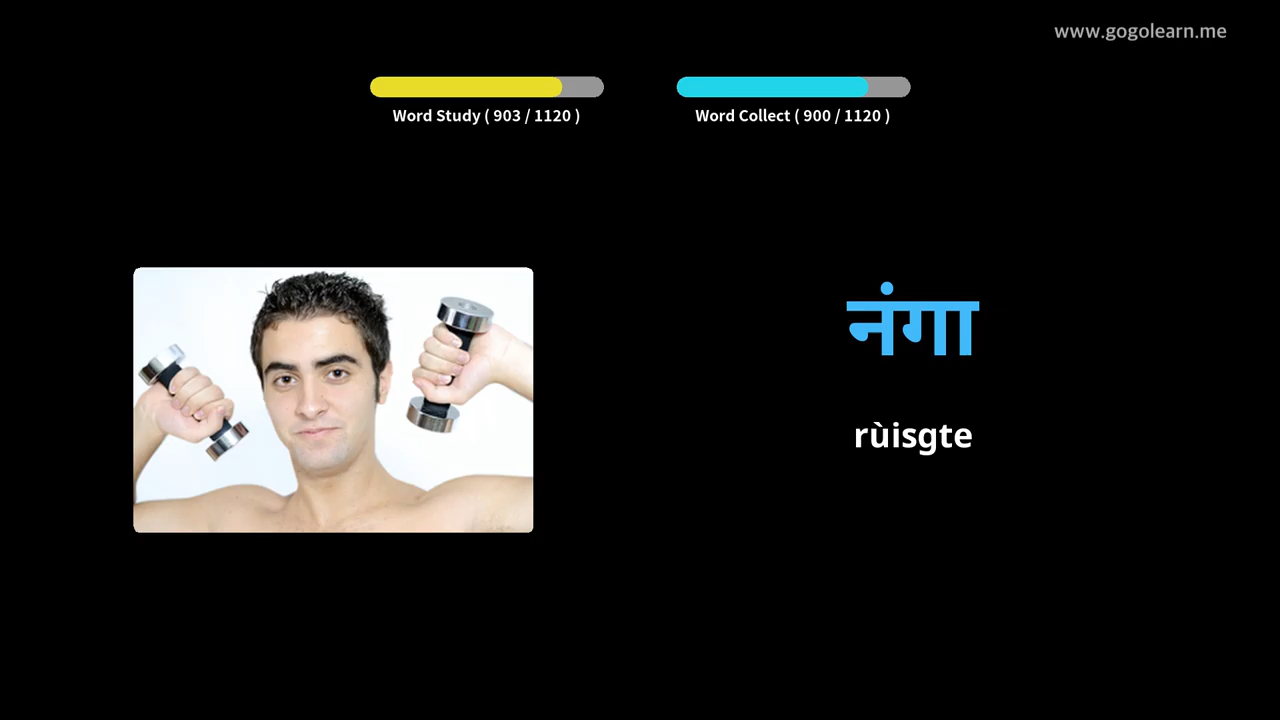 www.gogolearn.me
Word Study ( 903 / 1120 )
Word Collect ( 900 / 1120 )
नंगा
rùisgte